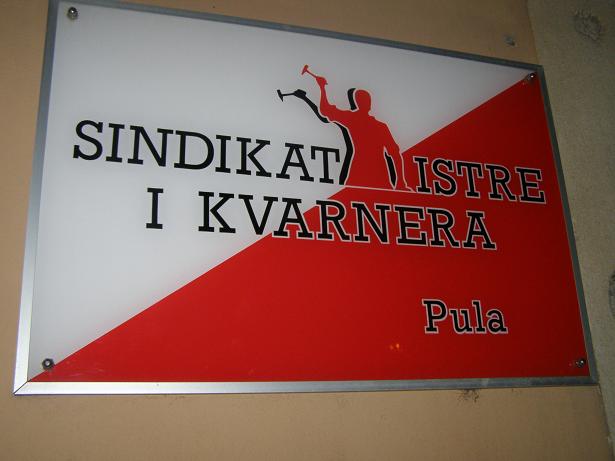 SINDIKAT ISTRE
I KVARNERA
Pula